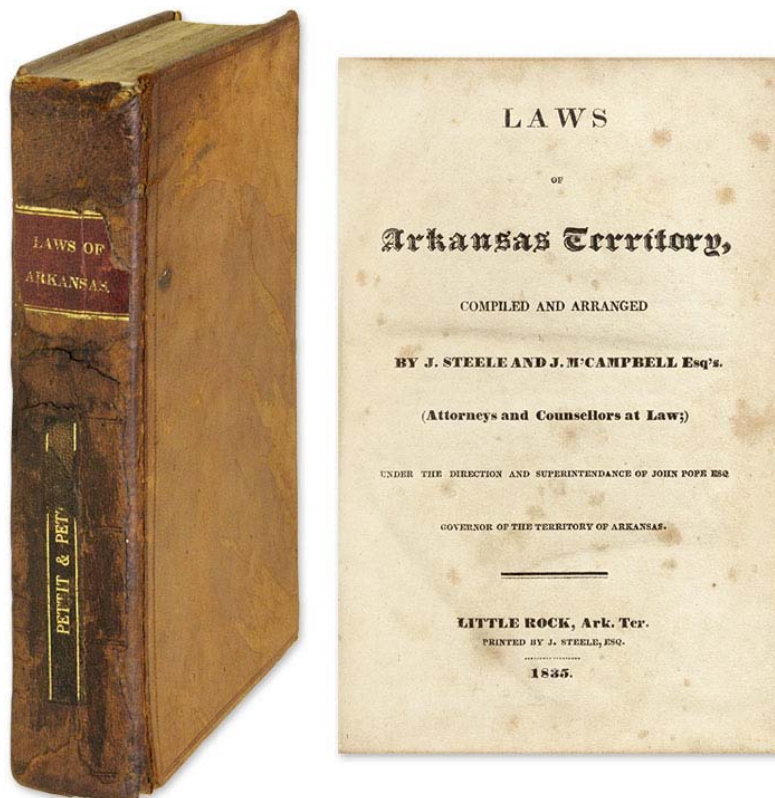 LAWS OF
ARKANSAS.
PETTIT & PET
LAWS
OF
Arkansas Territory,
COMPILED AND ARRANGED
BY J. STEELE AND J. M'CAMPBELL Esq's.
(Attorneys and Counsellors at Law;)
UNDER THE DIRECTION AND SUPERINTENDANCE OF JOHN POPE ESQ
GOVERNOR OF THE TERRITORY OF ARKANSAS.
LITTLE ROCK, Ark. Ter.
PRINTED BY J. STEELE, ESQ.
1835.